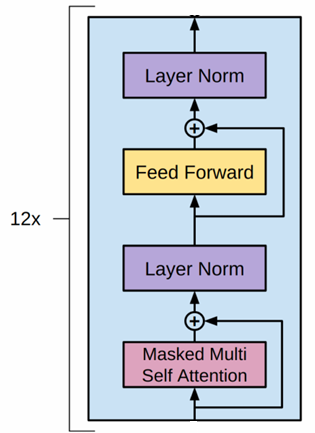 Layer Norm
+
Feed Forward
12x
Layer Norm
+
Masked Multi
Self Attention